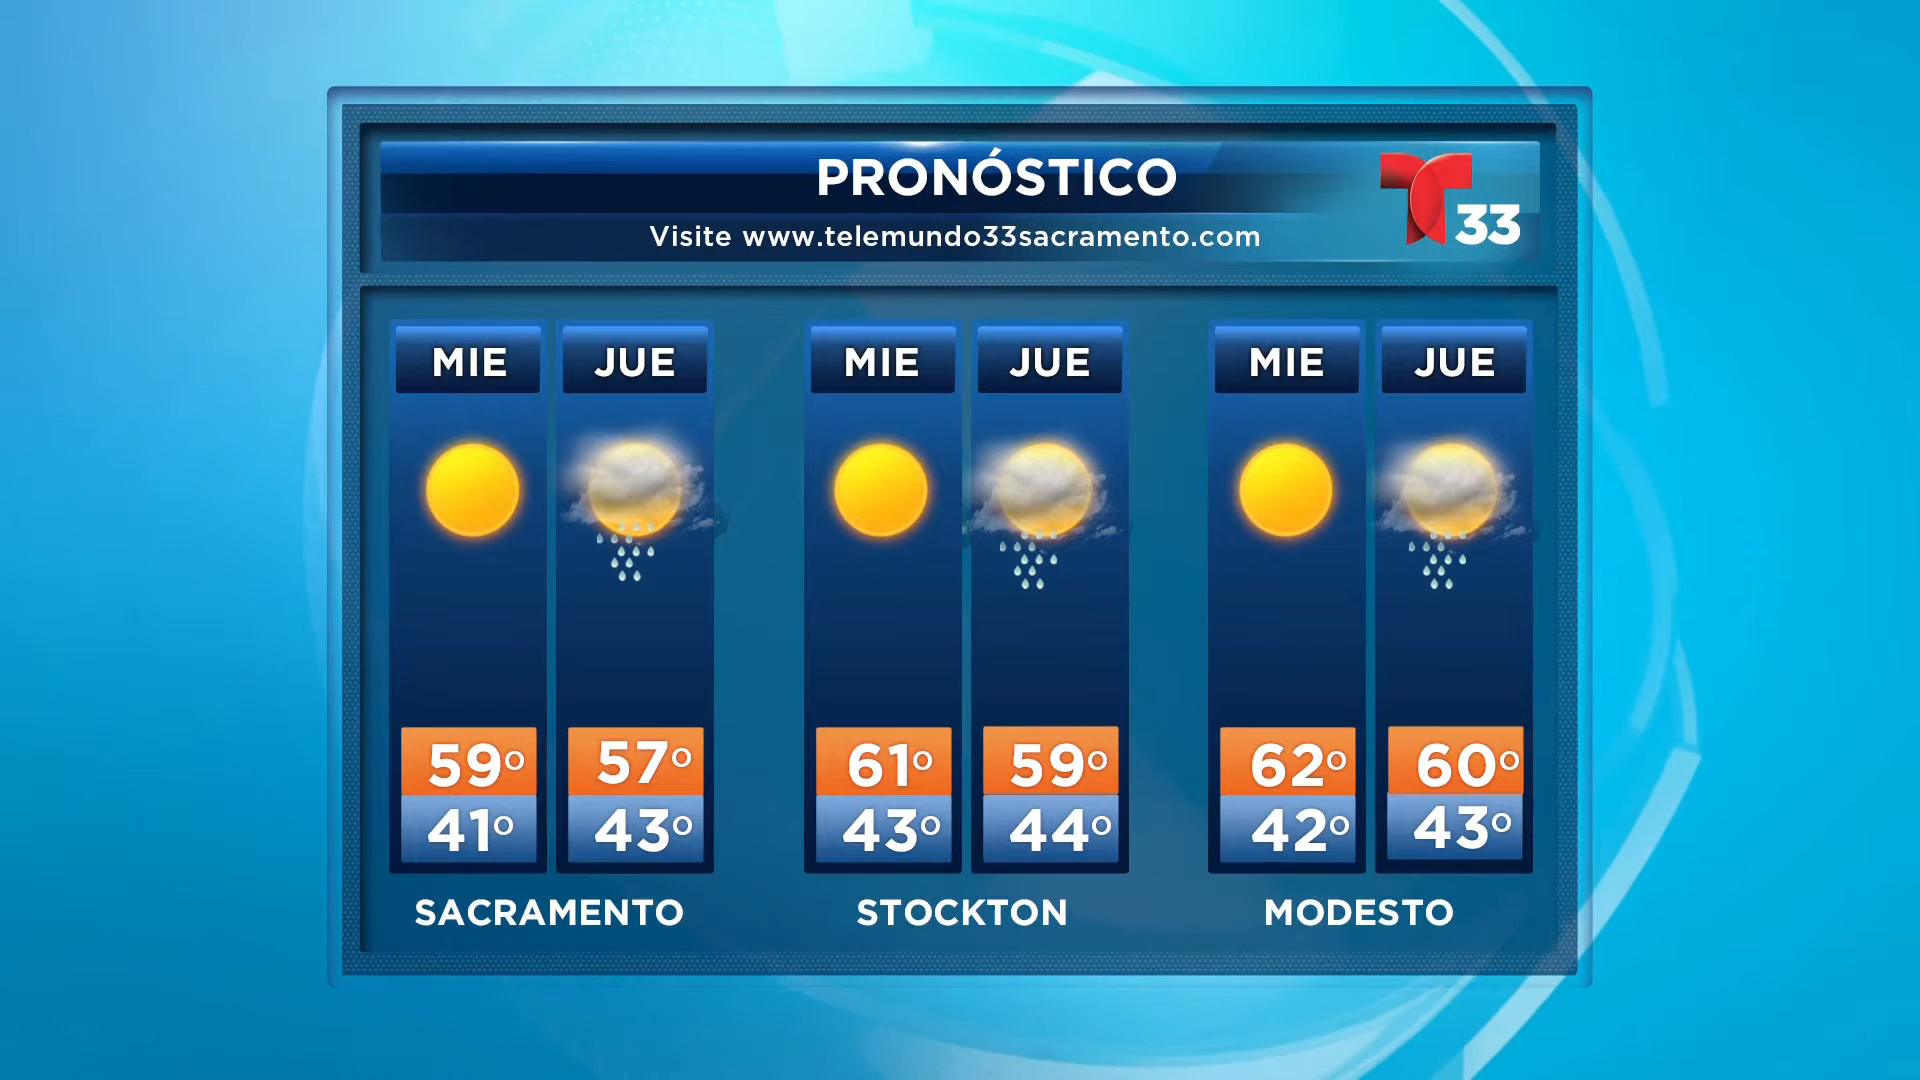 PRONÓSTICO
Visite www.telemundo33sacramento.com
33
MIE JUE
59° 57°
41° 43°
SACRAMENTO
MIE JUE
61° 59°
43° 44°
STOCKTON
MIE JUE
62° 60°
42° 43°
MODESTO